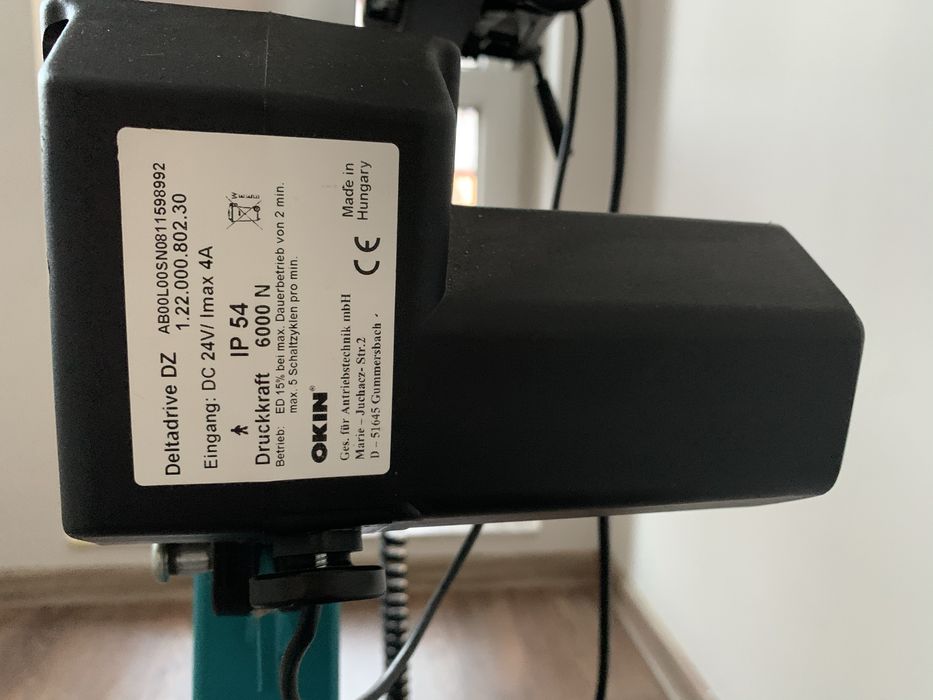 Deltadrive DZ AB00L00SN0811598992
1.22.000.802.30
Eingang: DC 24V/ Imax 4A
IP 54
Druckkraft 6000 N
Betrieb: ED 15% bei max. Dauerbetrieb von 2 min.
max. 5 Schaltzyklen pro min.
OKIN®
Ges. für Antriebstechnik mbH
Marie – Juchacz- Str.2
D – 51645 Gummersbach
W E E E
CE
Made in
Hungary